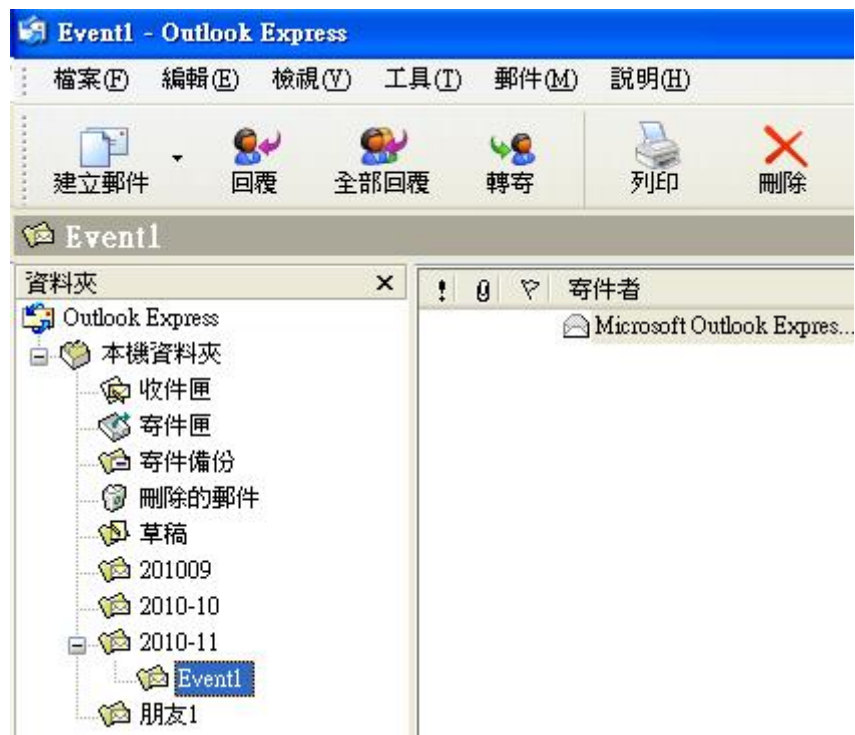 Event1 - Outlook Express
檔案(F) 編輯(E) 檢視(V) 工具(T) 郵件(M) 說明(H)
建立郵件 回覆 全部回覆 轉寄 列印 刪除
Event1
資料夾
寄件者
Outlook Express
Microsoft Outlook Expres...
本機資料夾
收件匣
寄件匣
寄件備份
刪除的郵件
草稿
201009
2010-10
2010-11
Event1
朋友1